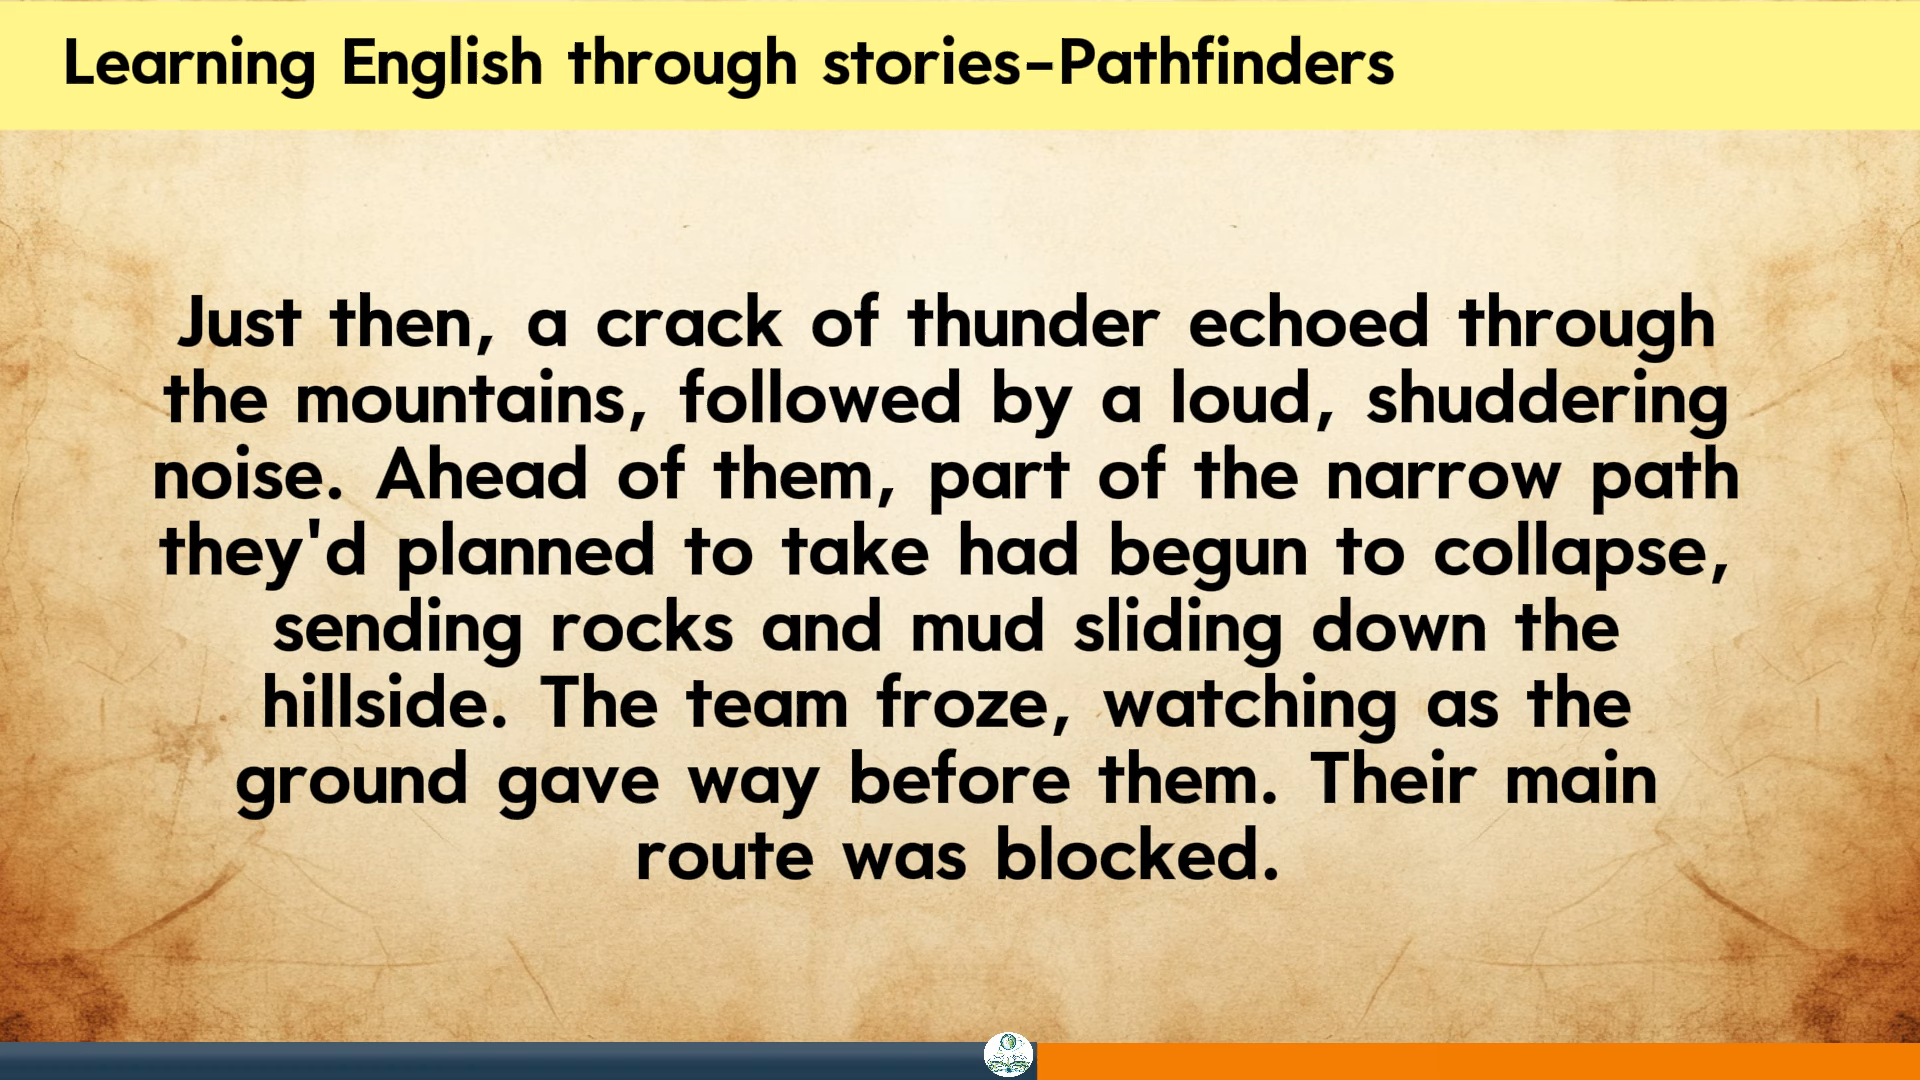 Learning English through stories-Pathfinders
Just then, a crack of thunder echoed through
the mountains, followed by a loud, shuddering
noise. Ahead of them, part of the narrow path
they'd planned to take had begun to collapse,
sending rocks and mud sliding down the
hillside. The team froze, watching as the
ground gave way before them. Their main
route was blocked.